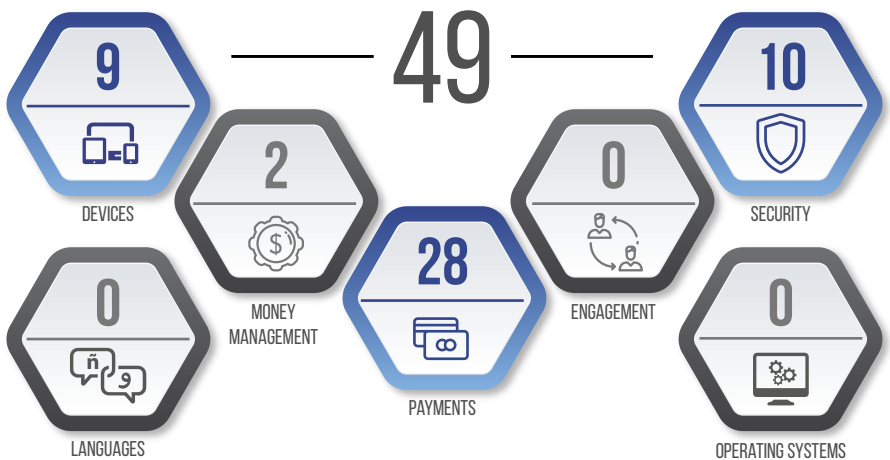 49
9
DEVICES
2
MONEY
MANAGEMENT
28
PAYMENTS
0
ENGAGEMENT
10
SECURITY
0
ñ
LANGUAGES
0
OPERATING SYSTEMS